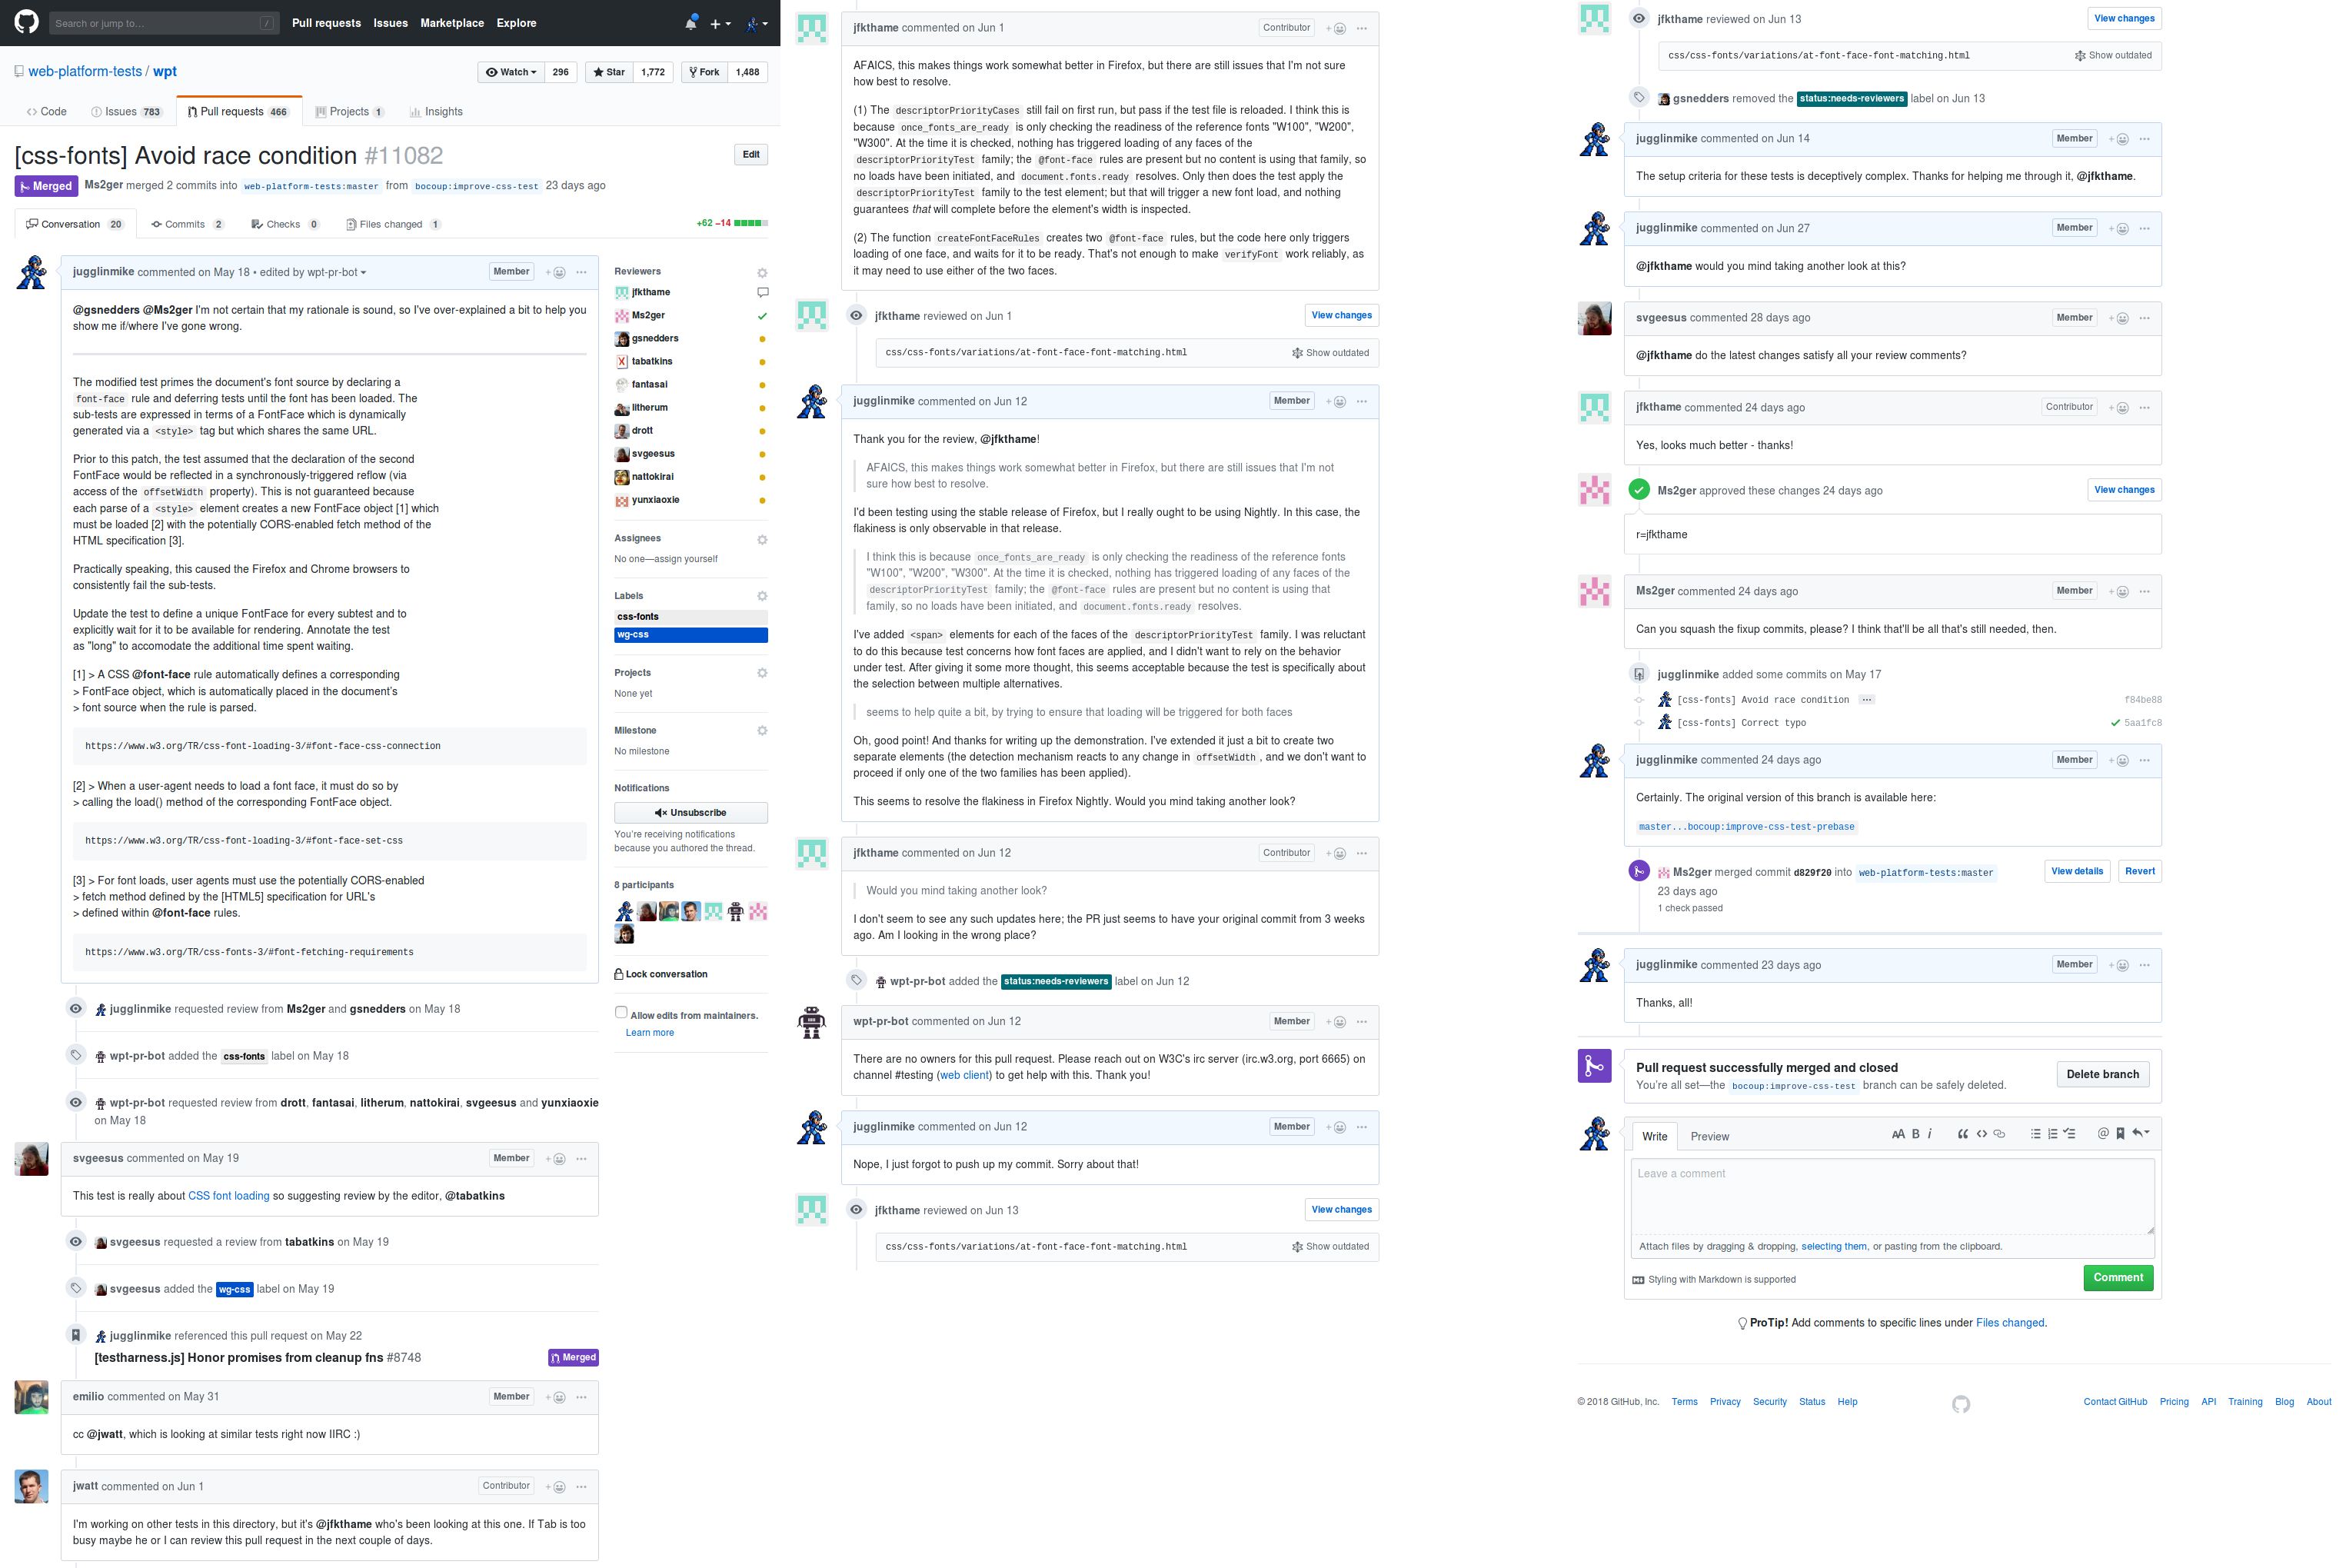 Search or jump to…
/
Pull requests Issues Marketplace Explore
web-platform-tests / wpt
Watch 296 Star 1,772 Fork 1,488
Code Issues 783 Pull requests 466 Projects 1 Insights
[css-fonts] Avoid race condition #11082
Edit
Merged Ms2ger merged 2 commits into web-platform-tests:master from bocoup:improve-css-test 23 days ago
Conversation 20 Commits 2 Checks 0 Files changed 1
+62 −14
jugglinmike commented on May 18 • edited by wpt-pr-bot
Member
@gsnedders @Ms2ger I'm not certain that my rationale is sound, so I've over-explained a bit to help you
show me if/where I've gone wrong.
The modified test primes the document's font source by declaring a
font-face rule and deferring tests until the font has been loaded. The
sub-tests are expressed in terms of a FontFace which is dynamically
generated via a <style> tag but which shares the same URL.
Prior to this patch, the test assumed that the declaration of the second
FontFace would be reflected in a synchronously-triggered reflow (via
access of the offsetWidth property). This is not guaranteed because
each parse of a <style> element creates a new FontFace object [1] which
must be loaded [2] with the potentially CORS-enabled fetch method of the
HTML specification [3].
Practically speaking, this caused the Firefox and Chrome browsers to
consistently fail the sub-tests.
Update the test to define a unique FontFace for every subtest and to
explicitly wait for it to be available for rendering. Annotate the test
as "long" to accomodate the additional time spent waiting.
[1] > A CSS @font-face rule automatically defines a corresponding
> FontFace object, which is automatically placed in the document's
> font source when the rule is parsed.
https://www.w3.org/TR/css-font-loading-3/#font-face-css-connection
[2] > When a user-agent needs to load a font face, it must do so by
> calling the load() method of the corresponding FontFace object.
https://www.w3.org/TR/css-font-loading-3/#font-face-set-css
[3] > For font loads, user agents must use the potentially CORS-enabled
> fetch method defined by the [HTML5] specification for URL's
> defined within @font-face rules.
https://www.w3.org/TR/css-fonts-3/#font-fetching-requirements
jugglinmike requested review from Ms2ger and gsnedders on May 18
wpt-pr-bot added the css-fonts label on May 18
wpt-pr-bot requested review from drott, fantasai, litherum, nattokirai, svgeesus and yunxiaoxie
on May 18
svgeesus commented on May 19
Member
This test is really about CSS font loading so suggesting review by the editor, @tabatkins
svgeesus requested a review from tabatkins on May 19
svgeesus added the wg-css label on May 19
jugglinmike referenced this pull request on May 22
[testharness.js] Honor promises from cleanup fns #8748
Merged
emilio commented on May 31
Member
cc @jwatt, which is looking at similar tests right now IIRC :)
jwatt commented on Jun 1
Contributor
I'm working on other tests in this directory, but it's @jfkthame who's been looking at this one. If Tab is too
busy maybe he or I can review this pull request in the next couple of days.
Reviewers
jfkthame
Ms2ger
gsnedders
tabatkins
fantasai
litherum
drott
svgeesus
nattokirai
yunxiaoxie
Assignees
No one—assign yourself
Labels
css-fonts
wg-css
Projects
None yet
Milestone
No milestone
Notifications
Unsubscribe
You're receiving notifications
because you authored the thread.
8 participants
Lock conversation
Allow edits from maintainers.
Learn more
jfkthame commented on Jun 1
Contributor
AFAICS, this makes things work somewhat better in Firefox, but there are still issues that I'm not sure
how best to resolve.
(1) The descriptorPriorityCases still fail on first run, but pass if the test file is reloaded. I think this is
because once_fonts_are_ready is only checking the readiness of the reference fonts "W100", "W200",
"W300". At the time it is checked, nothing has triggered loading of any faces of the
descriptorPriorityTest family; the @font-face rules are present but no content is using that family, so
no loads have been initiated, and document.fonts.ready resolves. Only then does the test apply the
descriptorPriorityTest family to the test element; but that will trigger a new font load, and nothing
guarantees that will complete before the element's width is inspected.
(2) The function createFontFaceRules creates two @font-face rules, but the code here only triggers
loading of one face, and waits for it to be ready. That's not enough to make verifyFont work reliably, as
it may need to use either of the two faces.
jfkthame reviewed on Jun 1
View changes
css/css-fonts/variations/at-font-face-font-matching.html
Show outdated
jugglinmike commented on Jun 12
Member
Thank you for the review, @jfkthame!
AFAICS, this makes things work somewhat better in Firefox, but there are still issues that I'm not
sure how best to resolve.
I'd been testing using the stable release of Firefox, but I really ought to be using Nightly. In this case, the
flakiness is only observable in that release.
I think this is because once_fonts_are_ready is only checking the readiness of the reference fonts
"W100", "W200", "W300". At the time it is checked, nothing has triggered loading of any faces of the
descriptorPriorityTest family; the @font-face rules are present but no content is using that
family, so no loads have been initiated, and document.fonts.ready resolves.
I've added <span> elements for each of the faces of the descriptorPriorityTest family. I was reluctant
to do this because test concerns how font faces are applied, and I didn't want to rely on the behavior
under test. After giving it some more thought, this seems acceptable because the test is specifically about
the selection between multiple alternatives.
seems to help quite a bit, by trying to ensure that loading will be triggered for both faces
Oh, good point! And thanks for writing up the demonstration. I've extended it just a bit to create two
separate elements (the detection mechanism reacts to any change in offsetWidth, and we don't want to
proceed if only one of the two families has been applied).
This seems to resolve the flakiness in Firefox Nightly. Would you mind taking another look?
jfkthame commented on Jun 12
Contributor
Would you mind taking another look?
I don't seem to see any such updates here; the PR just seems to have your original commit from 3 weeks
ago. Am I looking in the wrong place?
wpt-pr-bot added the status:needs-reviewers label on Jun 12
wpt-pr-bot commented on Jun 12
Member
There are no owners for this pull request. Please reach out on W3C's irc server (irc.w3.org, port 6665) on
channel #testing (web client) to get help with this. Thank you!
jugglinmike commented on Jun 12
Member
Nope, I just forgot to push up my commit. Sorry about that!
jfkthame reviewed on Jun 13
View changes
css/css-fonts/variations/at-font-face-font-matching.html
Show outdated
jfkthame reviewed on Jun 13
View changes
css/css-fonts/variations/at-font-face-font-matching.html
Show outdated
gsnedders removed the status:needs-reviewers label on Jun 13
jugglinmike commented on Jun 14
Member
The setup criteria for these tests is deceptively complex. Thanks for helping me through it, @jfkthame.
jugglinmike commented on Jun 27
Member
@jfkthame would you mind taking another look at this?
svgeesus commented 28 days ago
Member
@jfkthame do the latest changes satisfy all your review comments?
jfkthame commented 24 days ago
Contributor
Yes, looks much better - thanks!
Ms2ger approved these changes 24 days ago
View changes
r=jfkthame
Ms2ger commented 24 days ago
Member
Can you squash the fixup commits, please? I think that'll be all that's still needed, then.
jugglinmike added some commits on May 17
[css-fonts] Avoid race condition … f84be88
[css-fonts] Correct typo 5aa1fc8
jugglinmike commented 24 days ago
Member
Certainly. The original version of this branch is available here:
master...bocoup:improve-css-test-prebase
Ms2ger merged commit d829f20 into web-platform-tests:master
23 days ago
1 check passed
View details Revert
jugglinmike commented 23 days ago
Member
Thanks, all!
Pull request successfully merged and closed
You're all set—the bocoup:improve-css-test branch can be safely deleted.
Delete branch
Write Preview
AA B i
Leave a comment
Attach files by dragging & dropping, selecting them, or pasting from the clipboard.
Styling with Markdown is supported
Comment
ProTip! Add comments to specific lines under Files changed.
© 2018 GitHub, Inc. Terms Privacy Security Status Help
Contact GitHub Pricing API Training Blog About